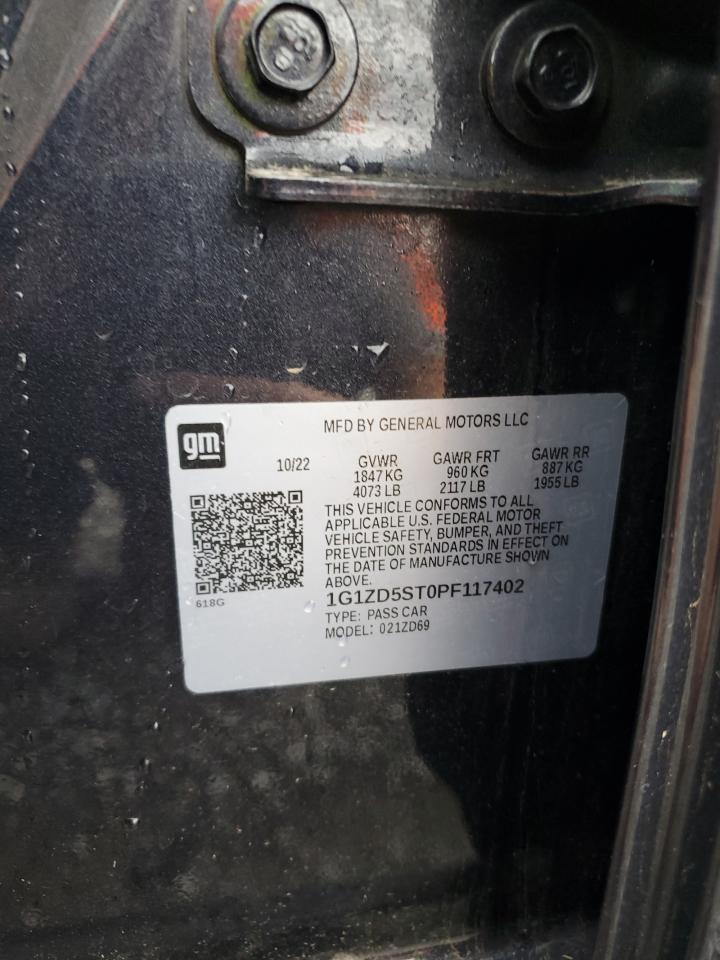 gm
MFD BY GENERAL MOTORS LLC
10/22
GVWR GAWR FRT GAWR RR
1847 KG 960 KG 887 KG
4073 LB 2117 LB 1955 LB
THIS VEHICLE CONFORMS TO ALL
APPLICABLE U.S. FEDERAL MOTOR
VEHICLE SAFETY, BUMPER, AND THEFT
PREVENTION STANDARDS IN EFFECT ON
THE DATE OF MANUFACTURE SHOWN
ABOVE.
618G
1G1ZD5ST0PF117402
TYPE: PASS CAR
MODEL: 021ZD69